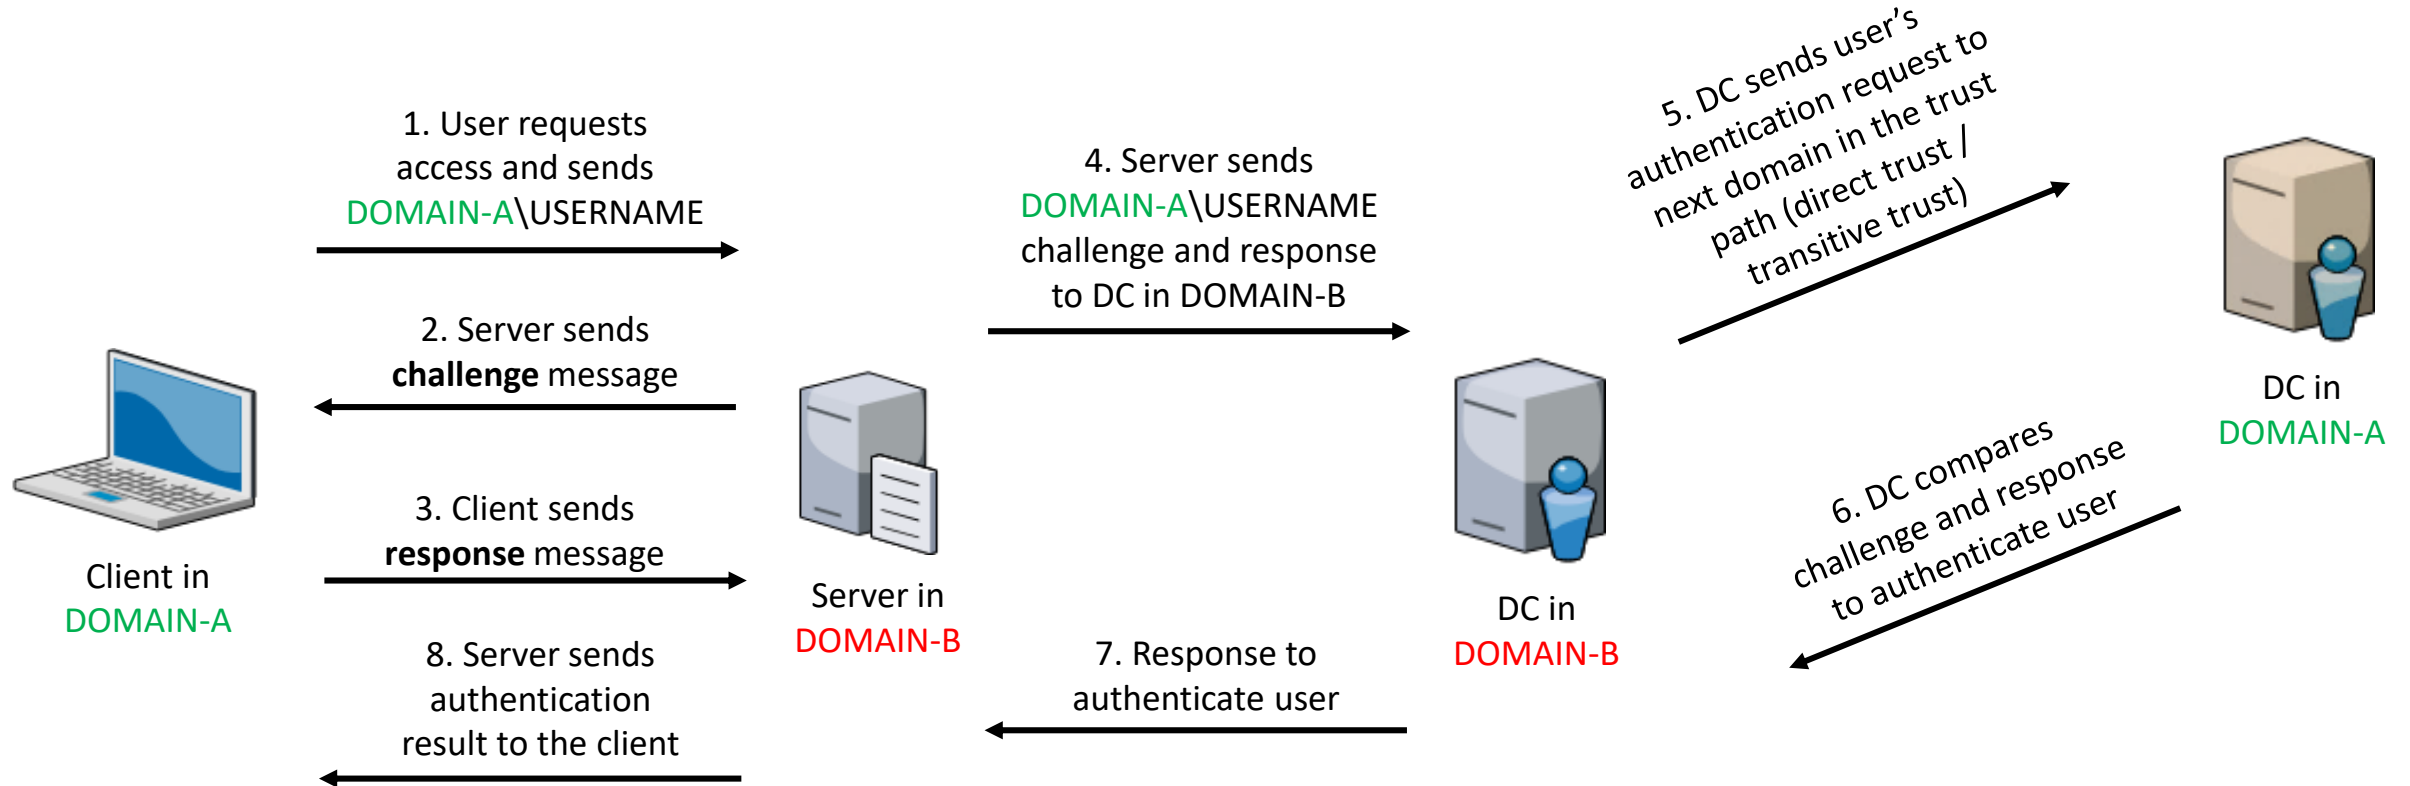 1. User requests
access and sends
DOMAIN-A\USERNAME
2. Server sends
challenge message
3. Client sends
response message
8. Server sends
authentication
result to the client
Client in
DOMAIN-A
Server in
DOMAIN-B
4. Server sends
DOMAIN-A\USERNAME
challenge and response
to DC in DOMAIN-B
7. Response to
authenticate user
DC in
DOMAIN-B
5. DC sends user’s
authentication request to
next domain in the trust
path (direct trust /
transitive trust)
6. DC compares
challenge and response
to authenticate user
DC in
DOMAIN-A